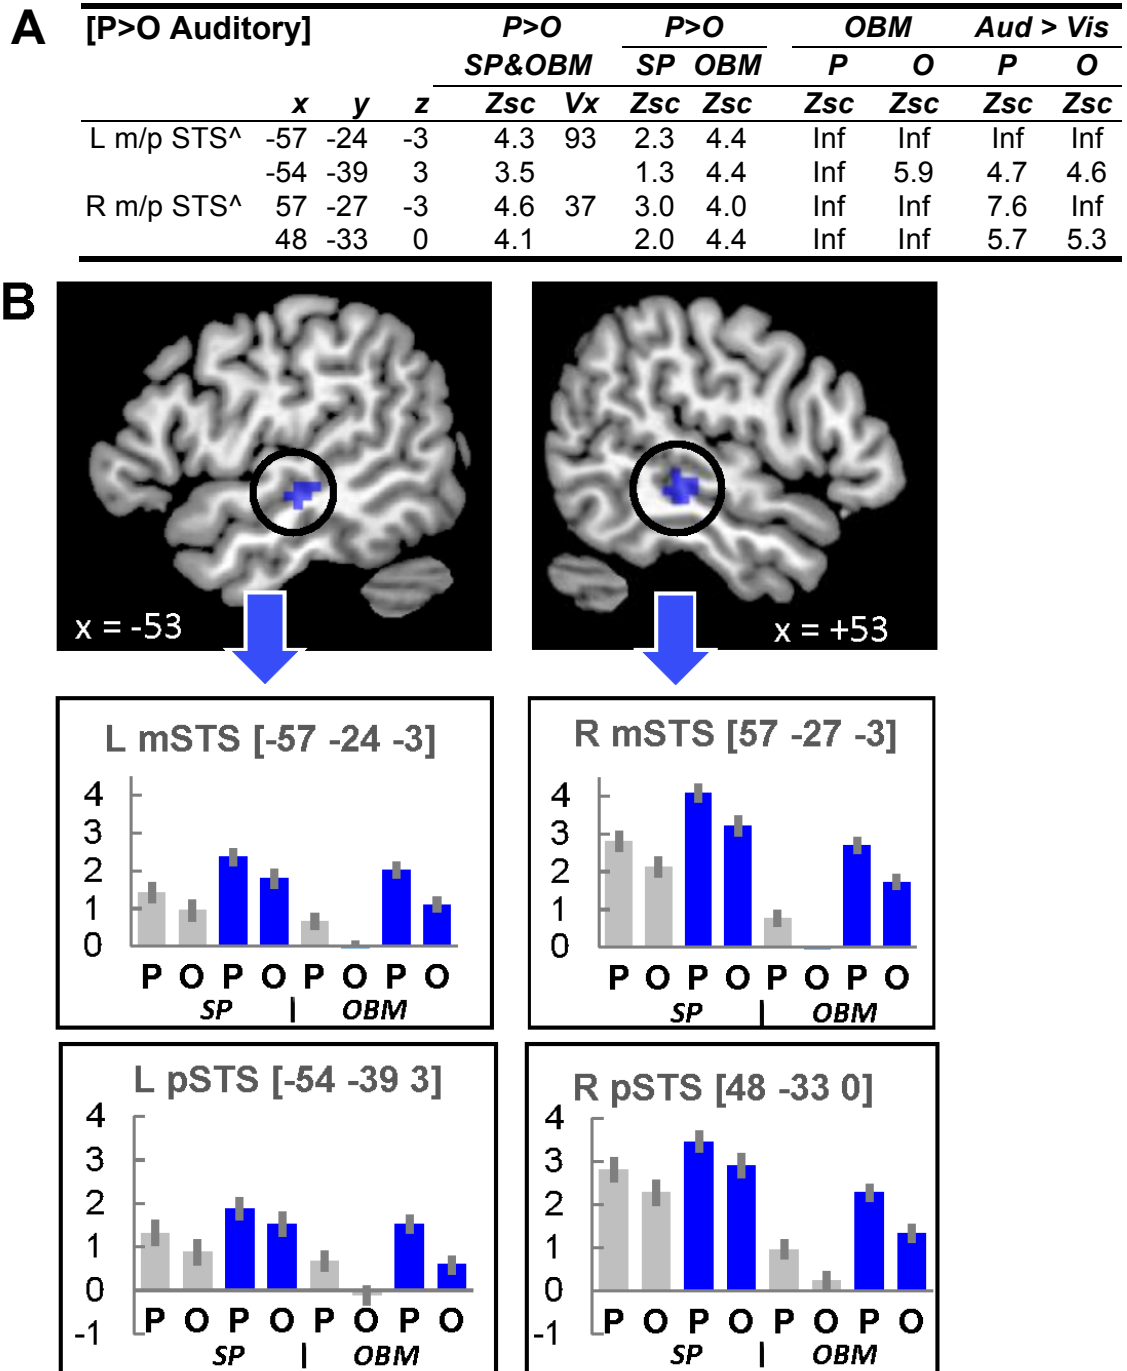 A [P>O Auditory] P>O P>O OBM Aud > Vis
SP&OBM SP OBM P O P O
x y z Zsc Vx Zsc Zsc Zsc Zsc Zsc Zsc
L m/p STS^ -57 -24 -3 4.3 93 2.3 4.4 Inf Inf Inf Inf
-54 -39 3 3.5 1.3 4.4 Inf 5.9 4.7 4.6
R m/p STS^ 57 -27 -3 4.6 37 3.0 4.0 Inf Inf 7.6 Inf
48 -33 0 4.1 2.0 4.4 Inf Inf 5.7 5.3
B
x = -53
x = +53
L mSTS [-57 -24 -3]
4
3
2
1
0
P O P O P O P O
SP | OBM
R mSTS [57 -27 -3]
4
3
2
1
0
P O P O P O P O
SP | OBM
L pSTS [-54 -39 3]
4
3
2
1
0
-1
P O P O P O P O
SP | OBM
R pSTS [48 -33 0]
4
3
2
1
0
-1
P O P O P O P O
SP | OBM